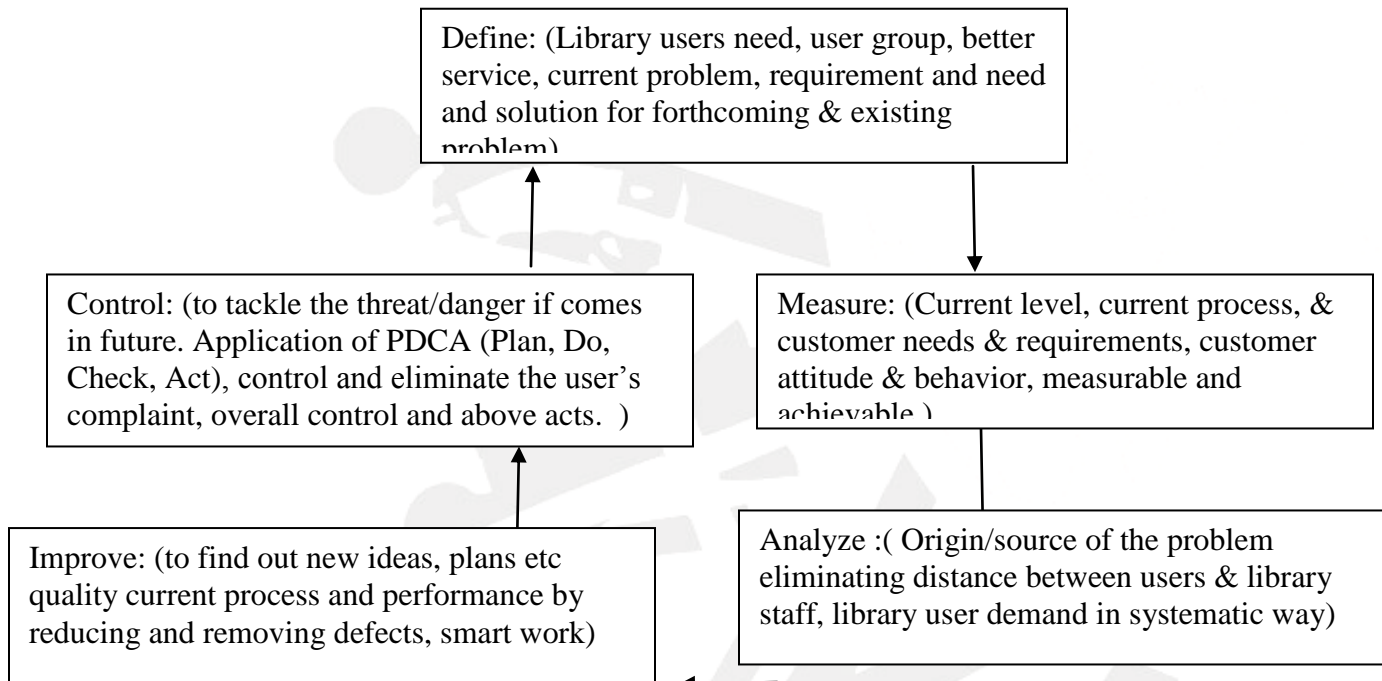 Define: (Library users need, user group, better
service, current problem, requirement and need
and solution for forthcoming & existing
problem)
Control: (to tackle the threat/danger if comes
in future. Application of PDCA (Plan, Do,
Check, Act), control and eliminate the user’s
complaint, overall control and above acts. )
Measure: (Current level, current process, &
customer needs & requirements, customer
attitude & behavior, measurable and
achievable )
Improve: (to find out new ideas, plans etc
quality current process and performance by
reducing and removing defects, smart work)
Analyze :( Origin/source of the problem
eliminating distance between users & library
staff, library user demand in systematic way)